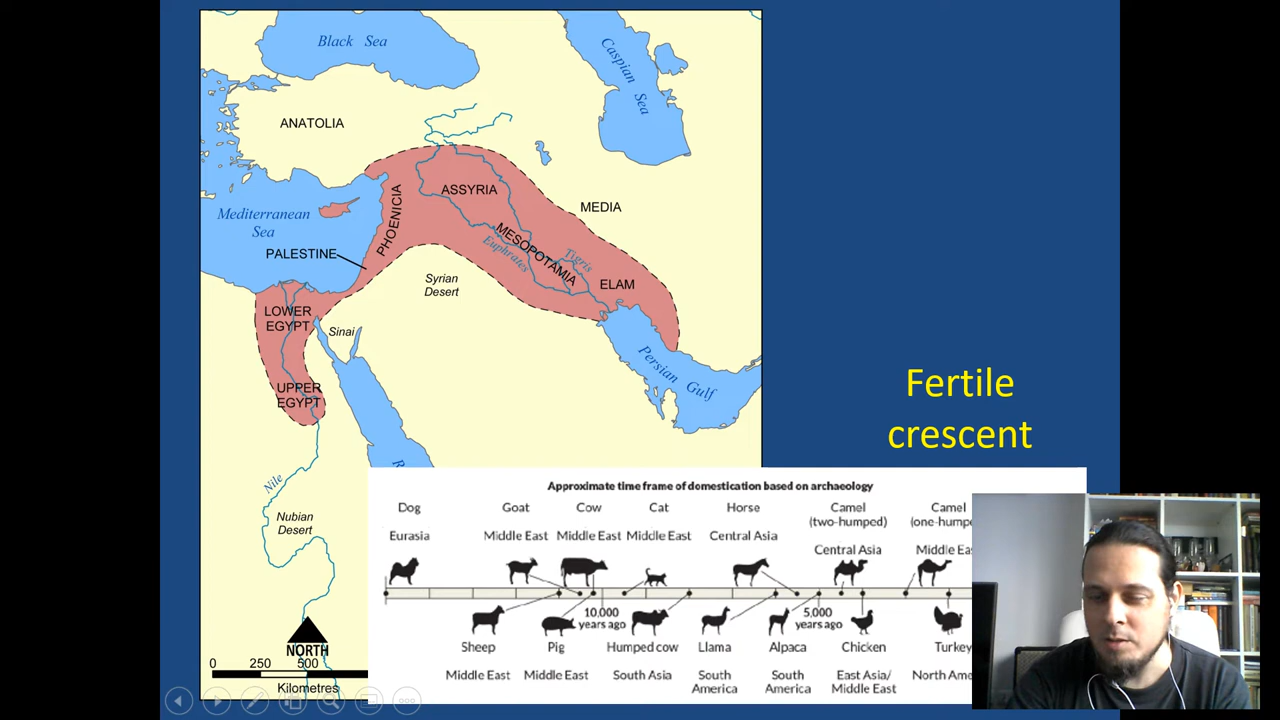 Black Sea
Caspian Sea
ANATOLIA
ASSYRIA
MEDIA
Mediterranean
Sea
PHOENICIA
MESOPOTAMIA
Euphrates
Tigris
PALESTINE
ELAM
Syrian
Desert
LOWER
EGYPT
Sinai
Persian Gulf
UPPER
EGYPT
Nile
Nubian
Desert
NORTH
0 250 500
Kilometres
Fertile
crescent
Approximate time frame of domestication based on archaeology
Dog Goat Cow Cat Horse Camel Camel
(two-humped)
Eurasia Middle East Middle East Middle East Central Asia Central Asia Middle
10,000
years ago
5,000
years ago
Sheep Pig Humped cow Llama Alpaca Chicken Turkey
Middle East Middle East South Asia South
America
South
America
East Asia/
Middle East
North